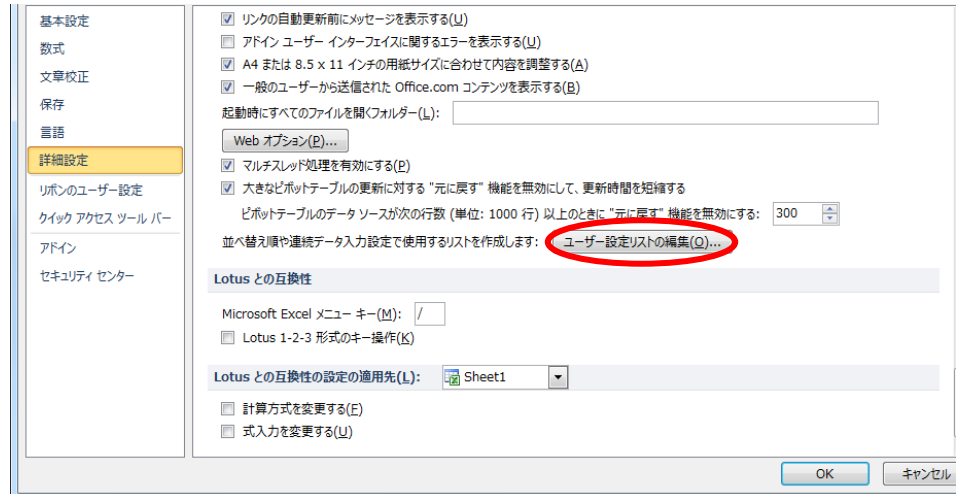 基本設定
数式
文章校正
保存
言語
詳細設定
リボンのユーザー設定
クイック アクセス ツール バー
アドイン
セキュリティ センター
リンクの自動更新前にメッセージを表示する(U)
アドイン ユーザー インターフェイスに関するエラーを表示する(U)
A4 または 8.5 x 11 インチの用紙サイズに合わせて内容を調整する(A)
一般のユーザーから送信された Office.com コンテンツを表示する(B)
起動時にすべてのファイルを開くフォルダー(L):
Web オプション(P)...
マルチスレッド処理を有効にする(P)
大きなピボットテーブルの更新に対する "元に戻す" 機能を無効にして、更新時間を短縮する
ピボットテーブルのデータ ソースが次の行数 (単位: 1000 行) 以上のときに "元に戻す" 機能を無効にする: 300
並べ替え順や連続データ入力設定で使用するリストを作成します: ユーザー設定リストの編集(O)...
Lotus との互換性
Microsoft Excel メニュー キー(M): /
Lotus 1-2-3 形式のキー操作(K)
Lotus との互換性の設定の適用先(L): Sheet1
計算方式を変更する(F)
式入力を変更する(U)
OK キャンセル